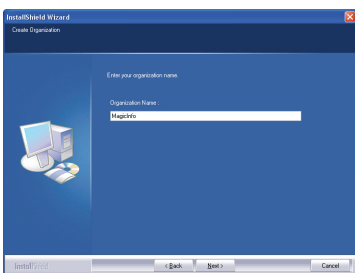 InstallShield Wizard
Create Organization
Enter your organization name.
Organization Name :
MagicInfo
InstallShield
< Back
Next >
Cancel